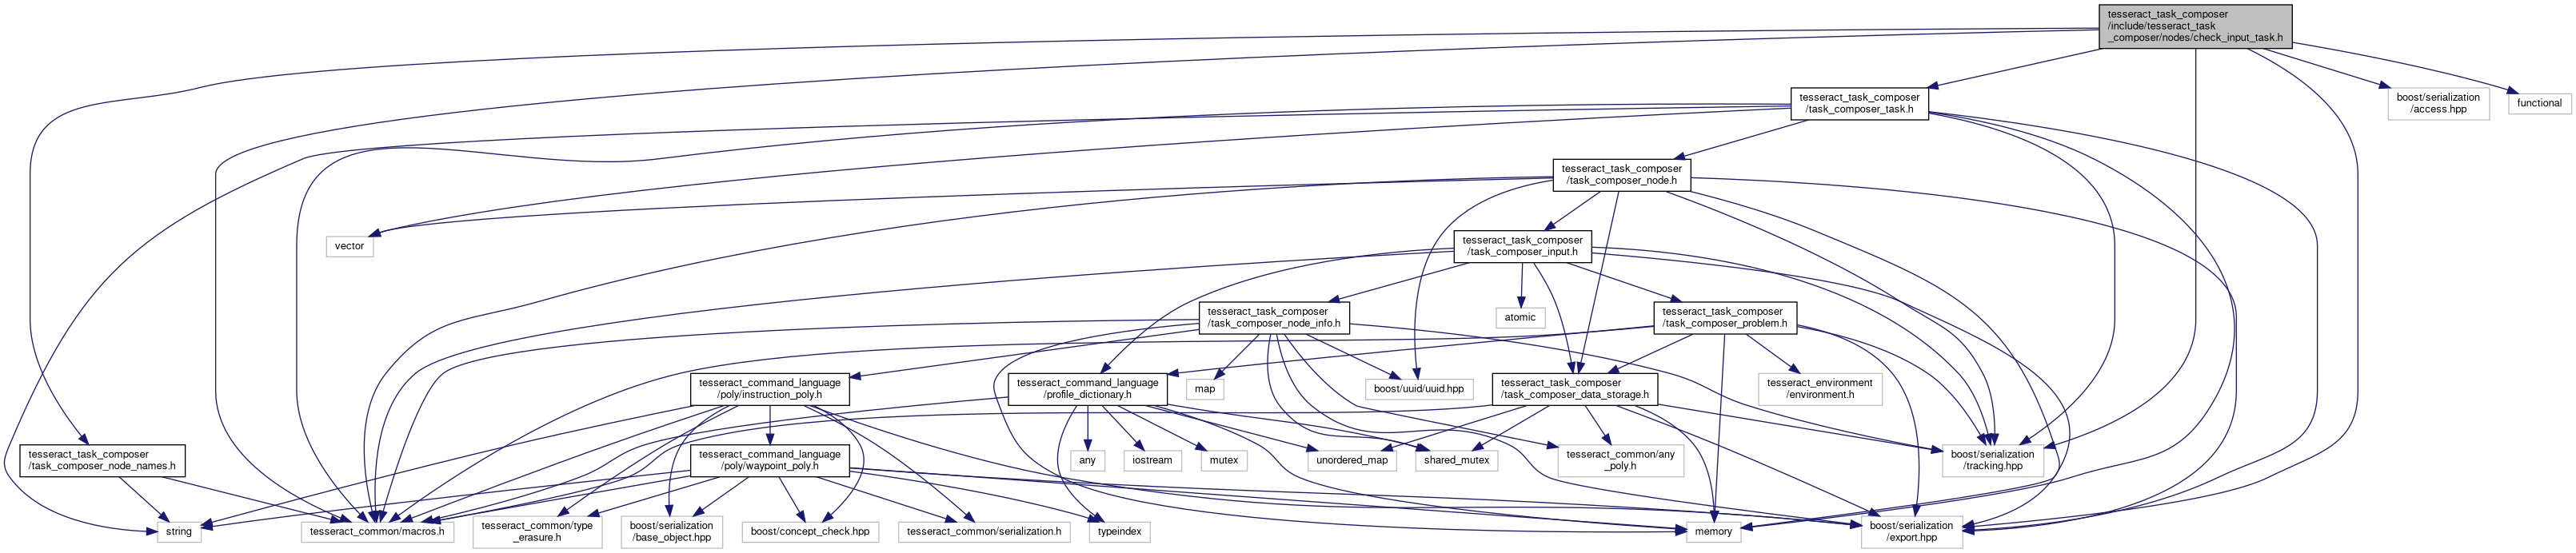 tesseract_task_composer
/include/tesseract_task
_composer/nodes/check_input_task.h
tesseract_task_composer
/task_composer_task.h
boost/serialization
/access.hpp
functional
tesseract_task_composer
/task_composer_node.h
vector
tesseract_task_composer
/task_composer_input.h
tesseract_task_composer
/task_composer_node_info.h
atomic
tesseract_task_composer
/task_composer_problem.h
tesseract_command_language
/poly/instruction_poly.h
tesseract_command_language
/profile_dictionary.h
map
boost/uuid/uuid.hpp
tesseract_task_composer
/task_composer_data_storage.h
tesseract_environment
/environment.h
tesseract_task_composer
/task_composer_node_names.h
tesseract_command_language
/poly/waypoint_poly.h
any
iostream
mutex
unordered_map
shared_mutex
tesseract_common/any
_poly.h
boost/serialization
/tracking.hpp
string
tesseract_common/macros.h
tesseract_common/type
_erasure.h
boost/serialization
/base_object.hpp
boost/concept_check.hpp
tesseract_common/serialization.h
typeindex
memory
boost/serialization
/export.hpp